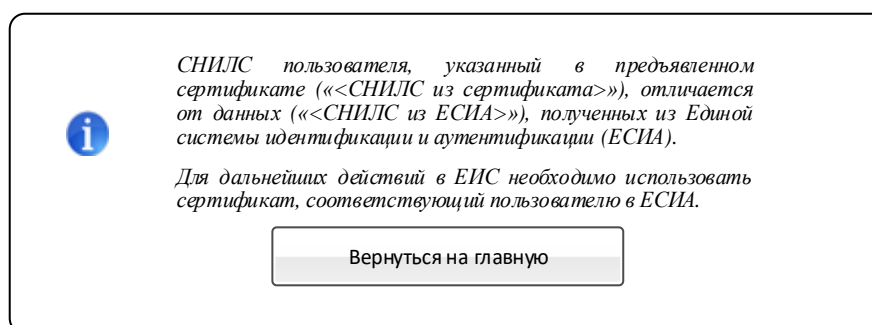 СНИЛС пользователя, указанный в предъявленном
сертификате («<СНИЛС из сертификата>»), отличается
от данных («<СНИЛС из ЕСИА>»), полученных из Единой
системы идентификации и аутентификации (ЕСИА).
Для дальнейших действий в ЕИС необходимо использовать
сертификат, соответствующий пользователю в ЕСИА.
Вернуться на главную